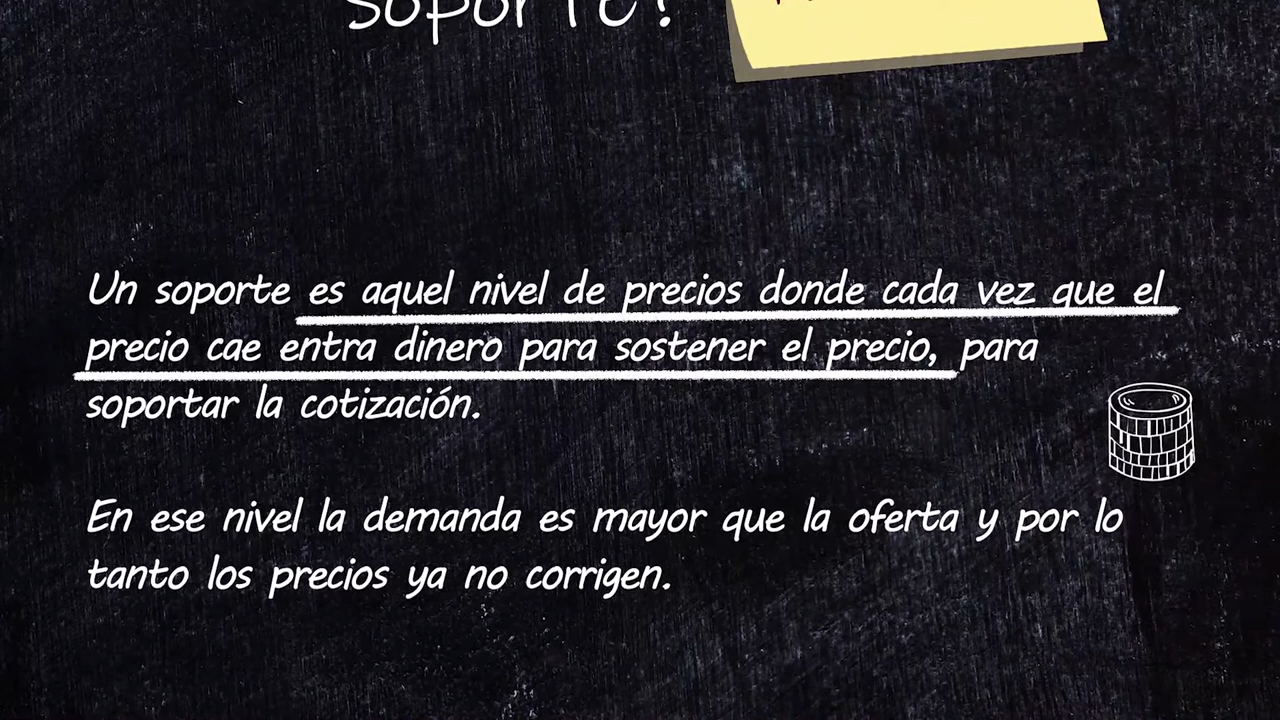 soporte?
Un soporte es aquel nivel de precios donde cada vez que el
precio cae entra dinero para sostener el precio, para
soportar la cotización.
En ese nivel la demanda es mayor que la oferta y por lo
tanto los precios ya no corrigen.